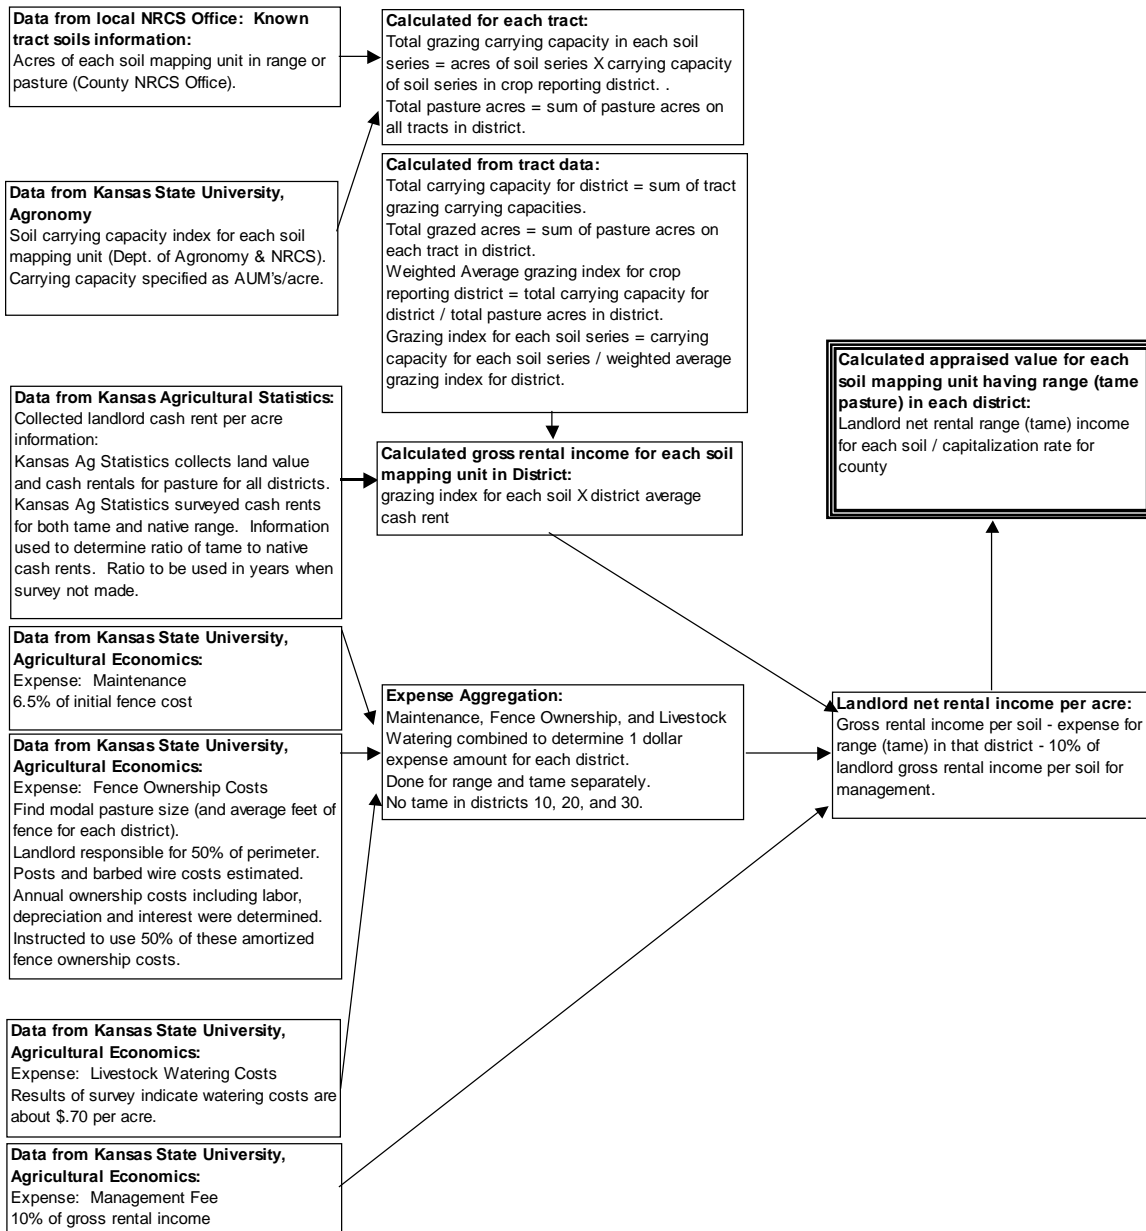 Data from local NRCS Office:  Known
tract soils information:
Acres of each soil mapping unit in range or
pasture (County NRCS Office).
Calculated for each tract:
Total grazing carrying capacity in each soil
series = acres of soil series X carrying capacity
of soil series in crop reporting district. .
Total pasture acres = sum of pasture acres on
all tracts in district.
Data from Kansas State University,
Agronomy
Soil carrying capacity index for each soil
mapping unit (Dept. of Agronomy & NRCS).
Carrying capacity specified as AUM's/acre.
Calculated from tract data:
Total carrying capacity for district = sum of tract
grazing carrying capacities.
Total grazed acres = sum of pasture acres on
each tract in district.
Weighted Average grazing index for crop
reporting district = total carrying capacity for
district / total pasture acres in district.
Grazing index for each soil series = carrying
capacity for each soil series / weighted average
grazing index for district.
Data from Kansas Agricultural Statistics:
Collected landlord cash rent per acre
information:
Kansas Ag Statistics collects land value
and cash rentals for pasture for all districts.
Kansas Ag Statistics surveyed cash rents
for both tame and native range.  Information
used to determine ratio of tame to native
cash rents.  Ratio to be used in years when
survey not made.
Calculated gross rental income for each soil
mapping unit in District:
grazing index for each soil X district average
cash rent
Calculated appraised value for each
soil mapping unit having range (tame
pasture) in each district:
Landlord net rental range (tame) income
for each soil / capitalization rate for
county
Data from Kansas State University,
Agricultural Economics:
Expense:  Maintenance
6.5% of initial fence cost
Data from Kansas State University,
Agricultural Economics:
Expense:  Fence Ownership Costs
Find modal pasture size (and average feet of
fence for each district).
Landlord responsible for 50% of perimeter.
Posts and barbed wire costs estimated.
Annual ownership costs including labor,
depreciation and interest were determined.
Instructed to use 50% of these amortized
fence ownership costs.
Expense Aggregation:
Maintenance, Fence Ownership, and Livestock
Watering combined to determine 1 dollar
expense amount for each district.
Done for range and tame separately.
No tame in districts 10, 20, and 30.
Landlord net rental income per acre:
Gross rental income per soil - expense for
range (tame) in that district - 10% of
landlord gross rental income per soil for
management.
Data from Kansas State University,
Agricultural Economics:
Expense:  Livestock Watering Costs
Results of survey indicate watering costs are
about $.70 per acre.
Data from Kansas State University,
Agricultural Economics:
Expense:  Management Fee
10% of gross rental income